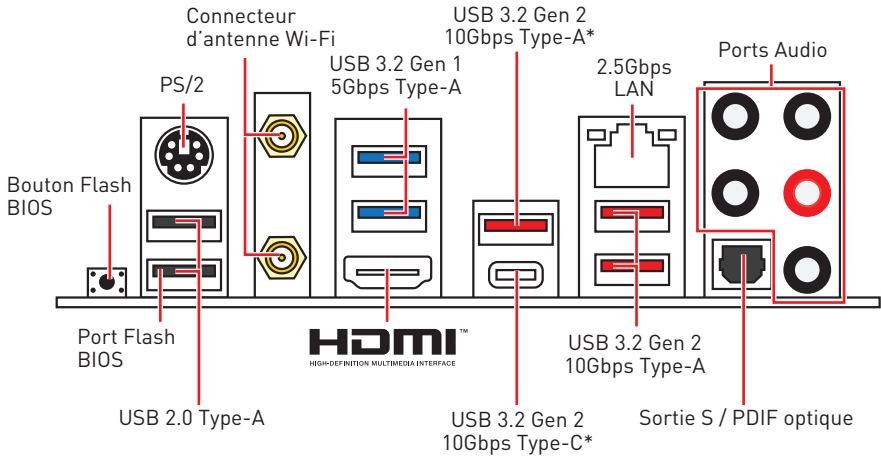 Connecteur
d'antenne Wi-Fi
USB 3.2 Gen 2
10Gbps Type-A*
Ports Audio
USB 3.2 Gen 1
5Gbps Type-A
2.5Gbps
LAN
PS/2
Bouton Flash
BIOS
Port Flash
BIOS
HDMI™
HIGH-DEFINITION MULTIMEDIA INTERFACE
USB 3.2 Gen 2
10Gbps Type-A
USB 2.0 Type-A
USB 3.2 Gen 2
10Gbps Type-C*
Sortie S / PDIF optique